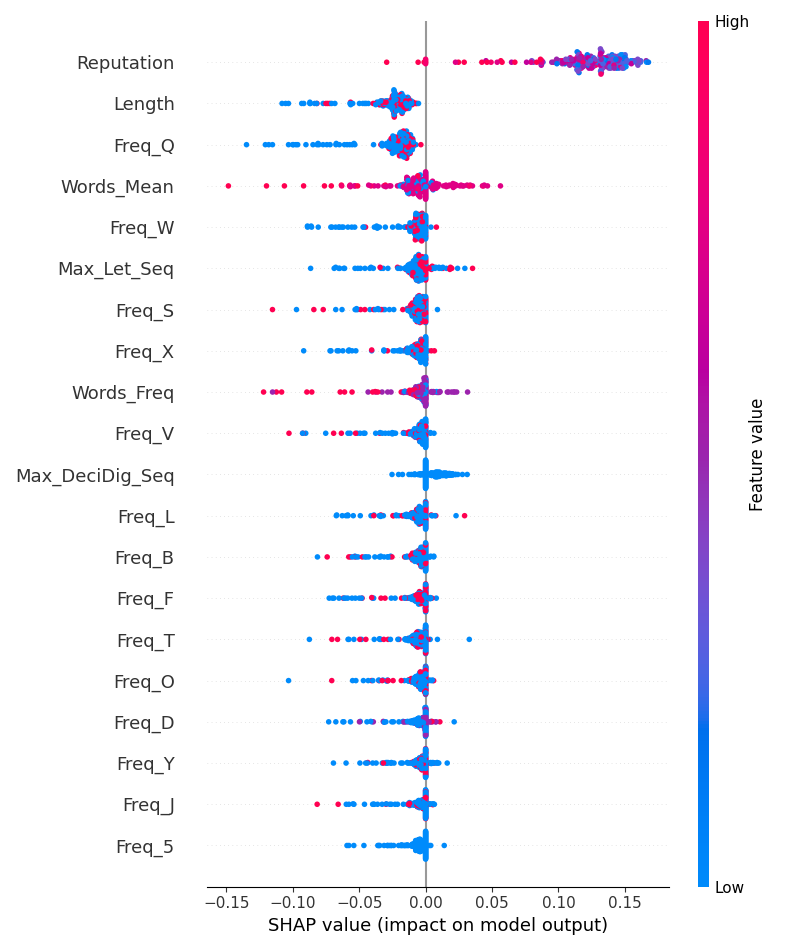 High
Reputation
Length
Freq_Q
Words_Mean
Freq_W
Max_Let_Seq
Freq_S
Freq_X
Words_Freq
Freq_V
Max_DeciDig_Seq
Freq_L
Freq_B
Freq_F
Freq_T
Freq_O
Freq_D
Freq_Y
Freq_J
Freq_5
Feature value
Low
−0.15 −0.10 −0.05 0.00 0.05 0.10 0.15
SHAP value (impact on model output)